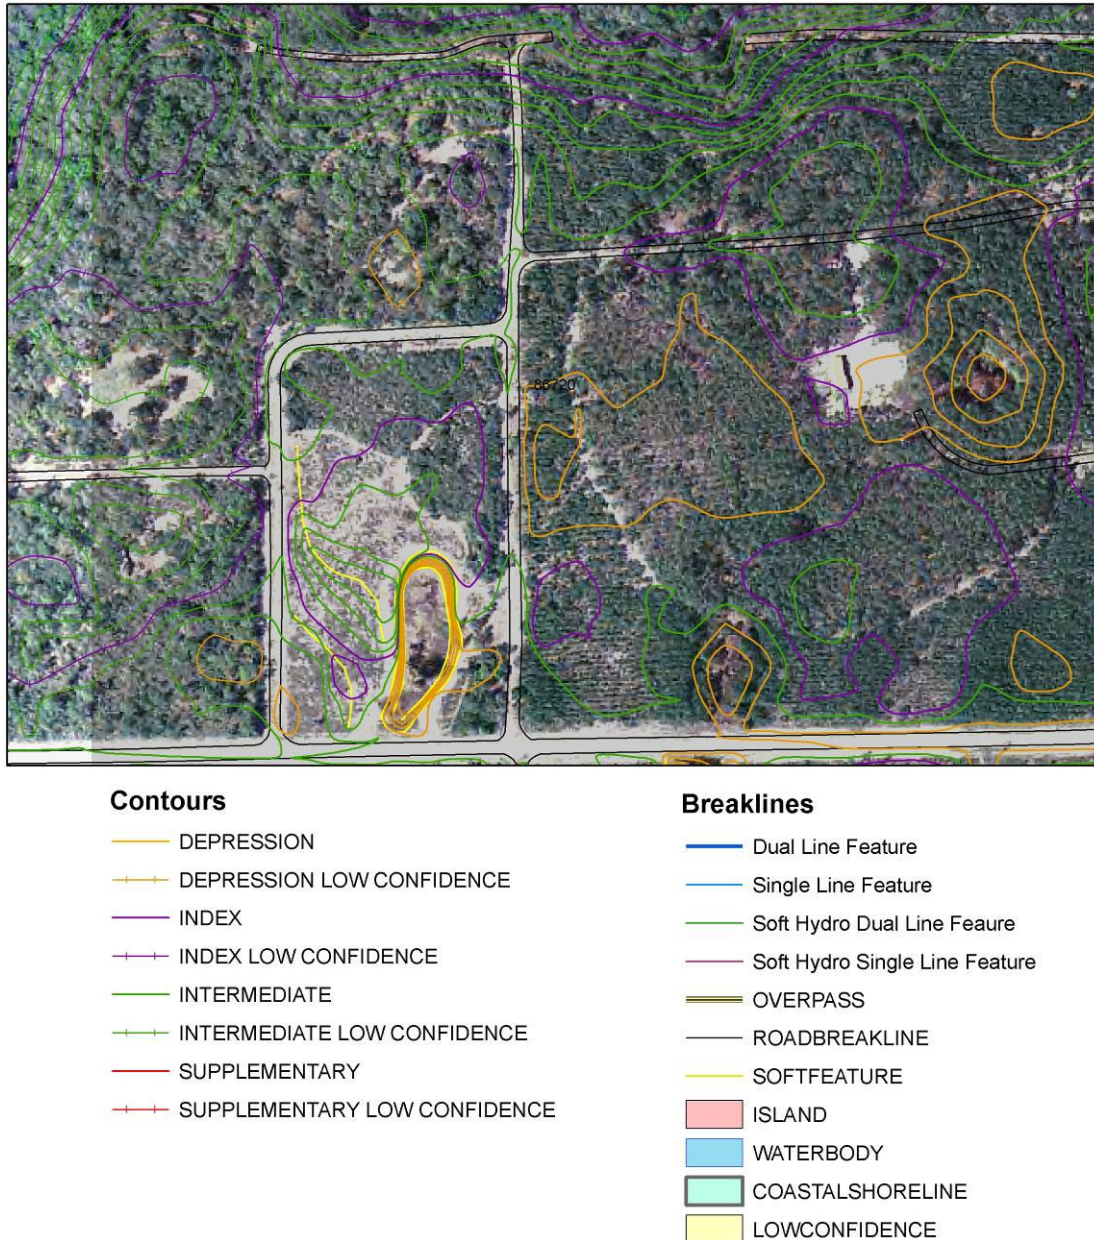 86720
Contours
DEPRESSION
DEPRESSION LOW CONFIDENCE
INDEX
INDEX LOW CONFIDENCE
INTERMEDIATE
INTERMEDIATE LOW CONFIDENCE
SUPPLEMENTARY
SUPPLEMENTARY LOW CONFIDENCE
Breaklines
Dual Line Feature
Single Line Feature
Soft Hydro Dual Line Feaure
Soft Hydro Single Line Feature
OVERPASS
ROADBREAKLINE
SOFTFEATURE
ISLAND
WATERBODY
COASTALSHORELINE
LOWCONFIDENCE